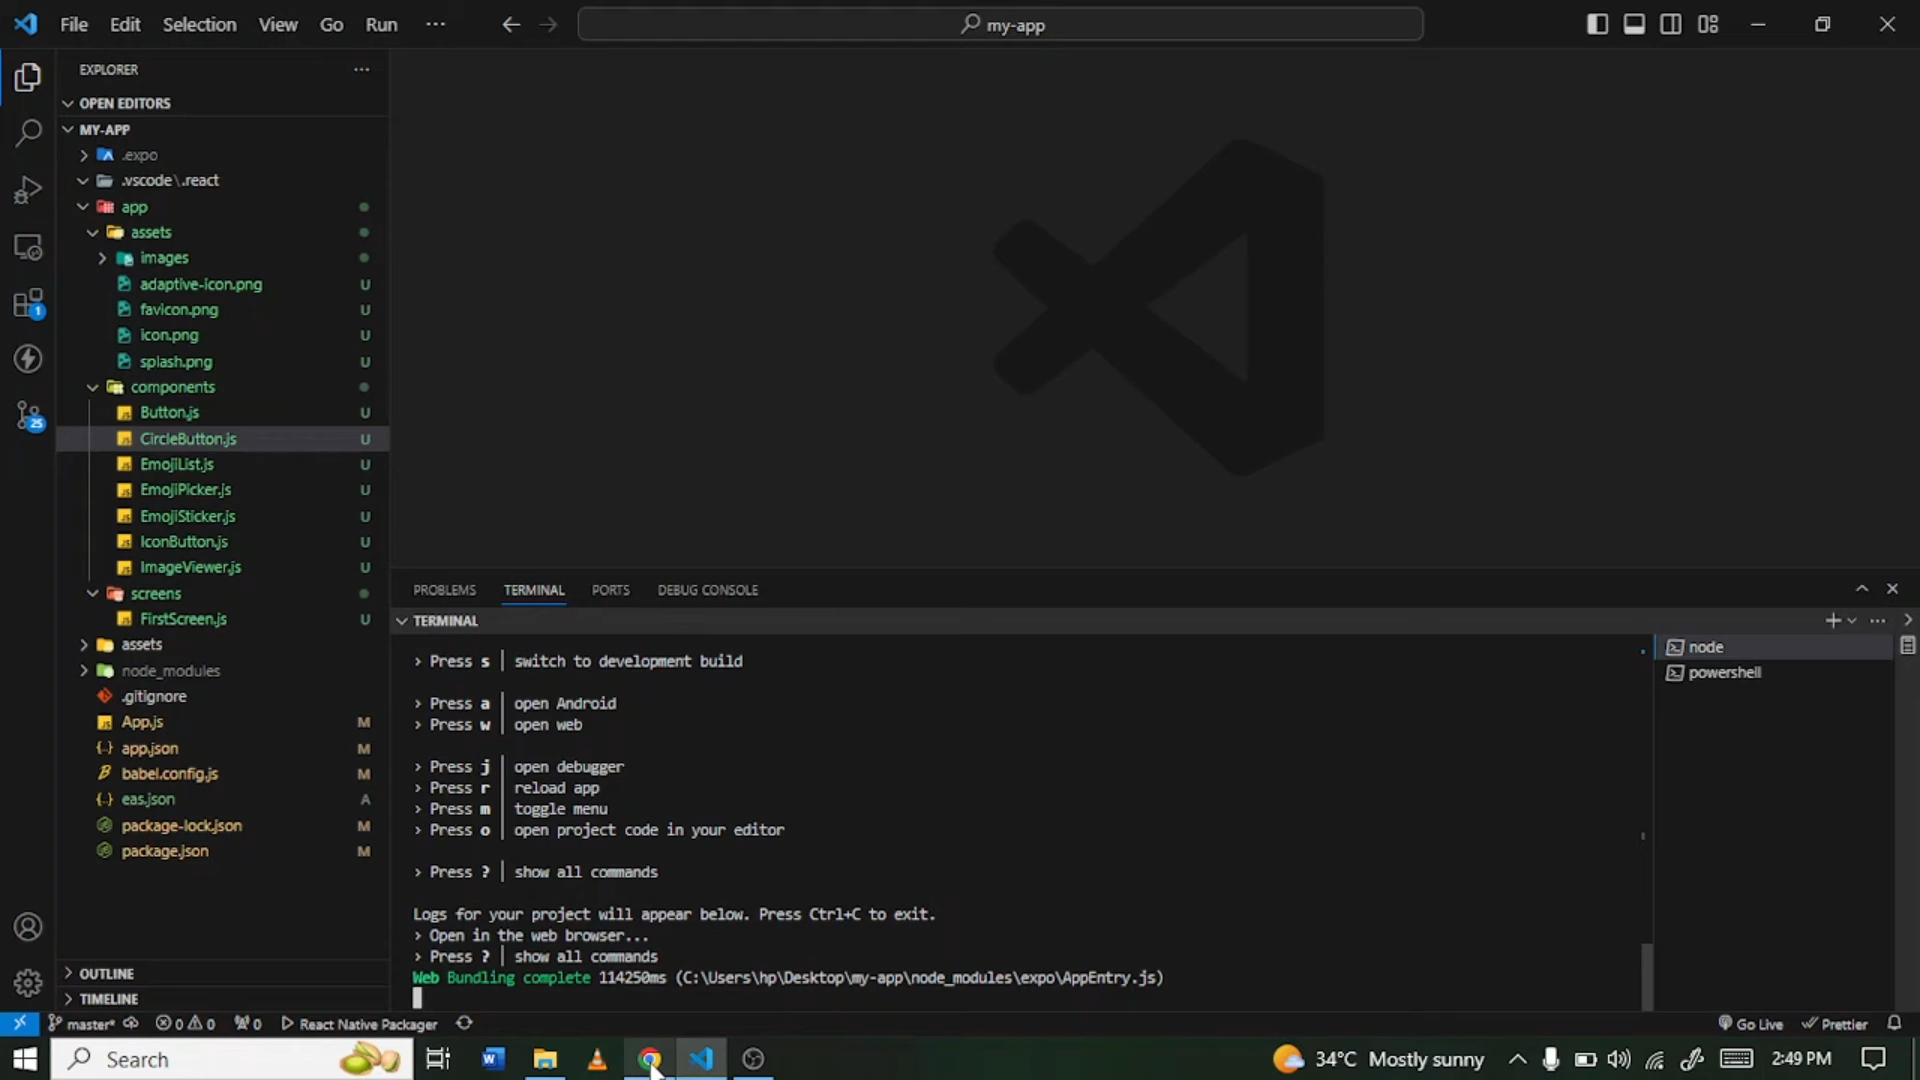 File Edit Selection View Go Run ···
my-app
EXPLORER ···
OPEN EDITORS
MY-APP
.expo
.vscode\.react
app
assets
images
adaptive-icon.png U
favicon.png U
icon.png U
splash.png U
components
Button.js U
CircleButton.js U
EmojiList.js U
EmojiPicker.js U
EmojiSticker.js U
IconButton.js U
ImageViewer.js U
screens
FirstScreen.js U
assets
node_modules
.gitignore
App.js M
app.json M
babel.config.js M
eas.json A
package-lock.json M
package.json M
OUTLINE
TIMELINE
1
25
PROBLEMS TERMINAL PORTS DEBUG CONSOLE
TERMINAL
› Press s │ switch to development build
› Press a │ open Android
› Press w │ open web
› Press j │ open debugger
› Press r │ reload app
› Press m │ toggle menu
› Press o │ open project code in your editor
› Press ? │ show all commands
Logs for your project will appear below. Press Ctrl+C to exit.
› Open in the web browser...
› Press ? │ show all commands
Web Bundling complete 114250ms (C:\Users\hp\Desktop\my-app\node_modules\expo\AppEntry.js)
node
powershell
master* 0 0 0 React Native Packager
Go Live Prettier
Search
34°C Mostly sunny 2:49 PM